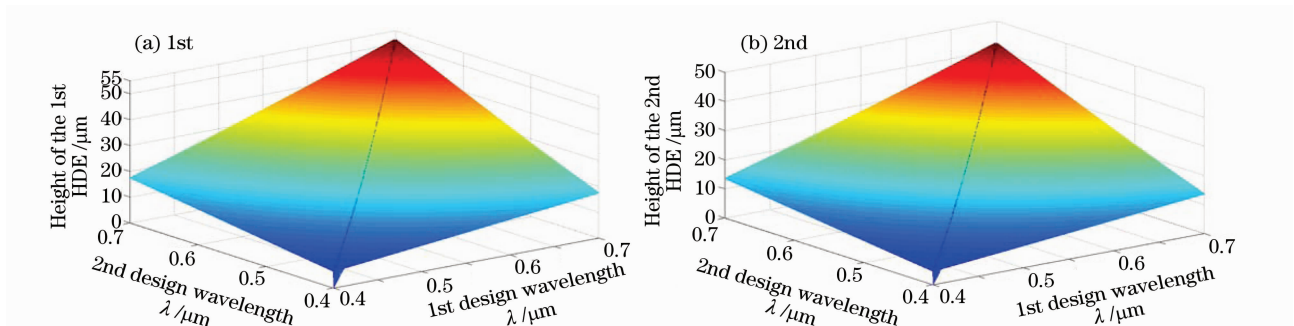 (a) 1st
Height of the 1st
HDE /μm
55
50
40
30
20
10
0
0.7
0.6
0.5
0.4
2nd design wavelength
λ /μm
0.4
0.5
0.6
0.7
1st design wavelength
λ /μm
(b) 2nd
Height of the 2nd
HDE /μm
50
40
30
20
10
0
0.7
0.6
0.5
0.4
2nd design wavelength
λ /μm
0.4
0.5
0.6
0.7
1st design wavelength
λ /μm